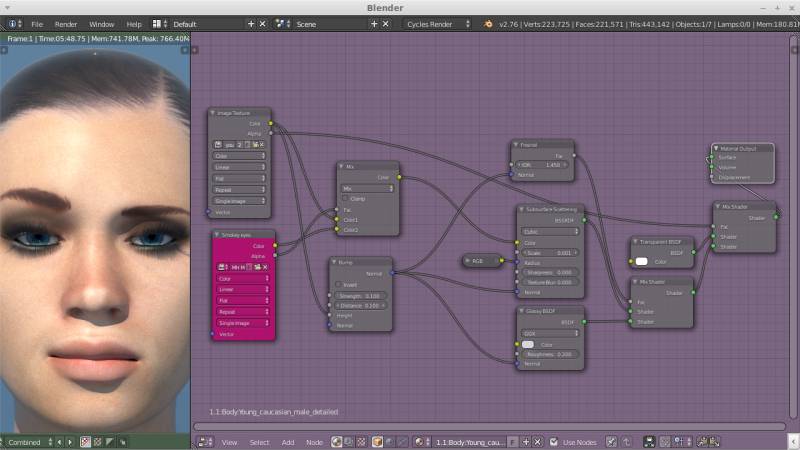 Blender
File Render Window Help Default Scene Cycles Render v2.76 | Verts:223,725 | Faces:221,571 | Tris:443,142 | Objects:1/7 | Lamps:0/0 | Mem:180.81
Frame:1 | Time:05:48.75 | Mem:741.78M, Peak: 766.40M
Image Texture
Color
Alpha
you 2
Color
Linear
Flat
Repeat
Single Image
Vector
Smokey eyes
Color
Alpha
Color
Linear
Flat
Repeat
Single Image
Vector
Mix
Color
Mix
Clamp
Fac
Color1
Color2
Bump
Normal
Invert
Strength: 0.100
Distance: 0.100
Height
Normal
Fresnel
Fac
IOR: 1.450
Normal
Subsurface Scattering
BSSRDF
Cubic
Color
Scale: 0.001
Radius
Sharpness: 0.000
Texture Blur: 0.000
Normal
RGB
Glossy BSDF
BSDF
GGX
Color
Roughness: 0.200
Normal
Transparent BSDF
BSDF
Color
Mix Shader
Shader
Fac
Shader
Shader
Material Output
Surface
Volume
Displacement
Mix Shader
Shader
Fac
Shader
Shader
1.1:Body:Young_caucasian_male_detailed
Combined View Select Add Node 1.1:Body:Young_cau... F Use Nodes